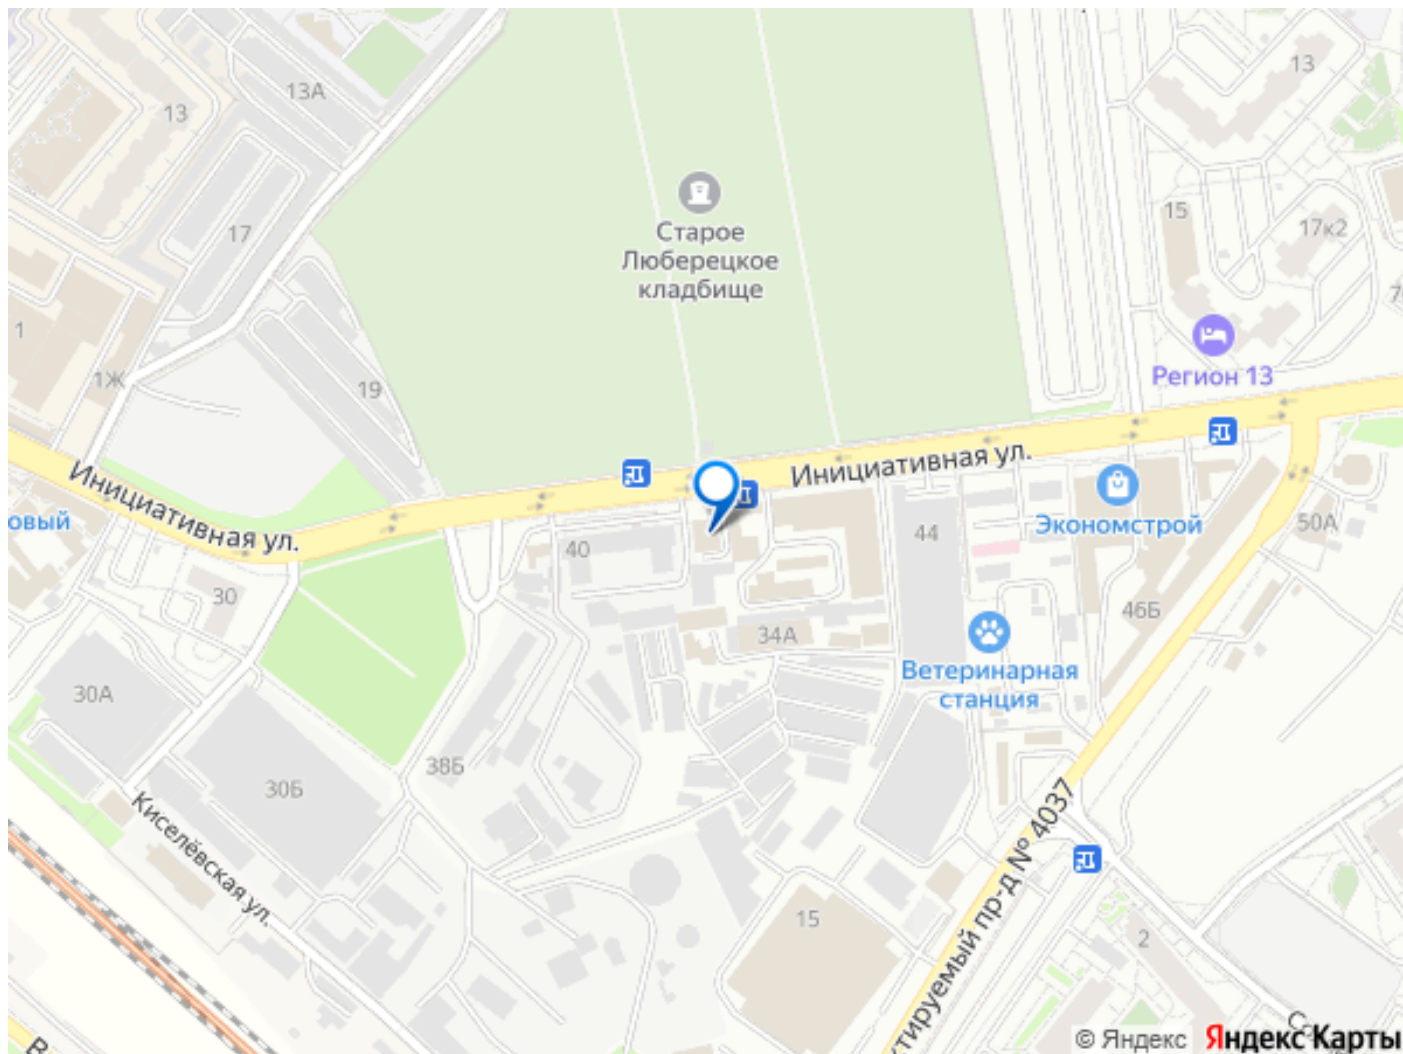 13А
13
13
17
Старое
Люберецкое
кладбище
15
17к2
1
1Ж
19
Регион 13
Инициативная ул.
Инициативная ул.
овый
40
44
Экономстрой
50А
30
34А
46Б
Ветеринарная
станция
30А
38Б
30Б
Киселёвская ул.
ктируемый пр-д № 4037
15
2
© Яндекс
Яндекс Карты